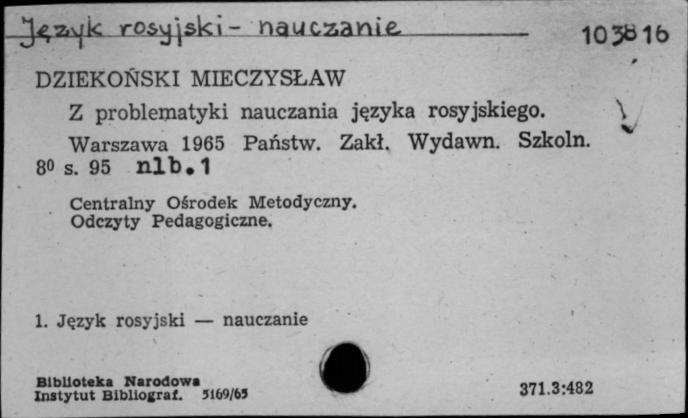 Język rosyjski - nauczanie
103816
DZIEKOŃSKI MIECZYSŁAW
Z problematyki nauczania języka rosyjskiego.
Warszawa 1965 Państw. Zakł. Wydawn. Szkoln.
8⁰ s. 95 nlb.1
Centralny Ośrodek Metodyczny.
Odczyty Pedagogiczne.
1. Język rosyjski — nauczanie
Biblioteka Narodowa
Instytut Bibliograf. 5169/65
371.3:482